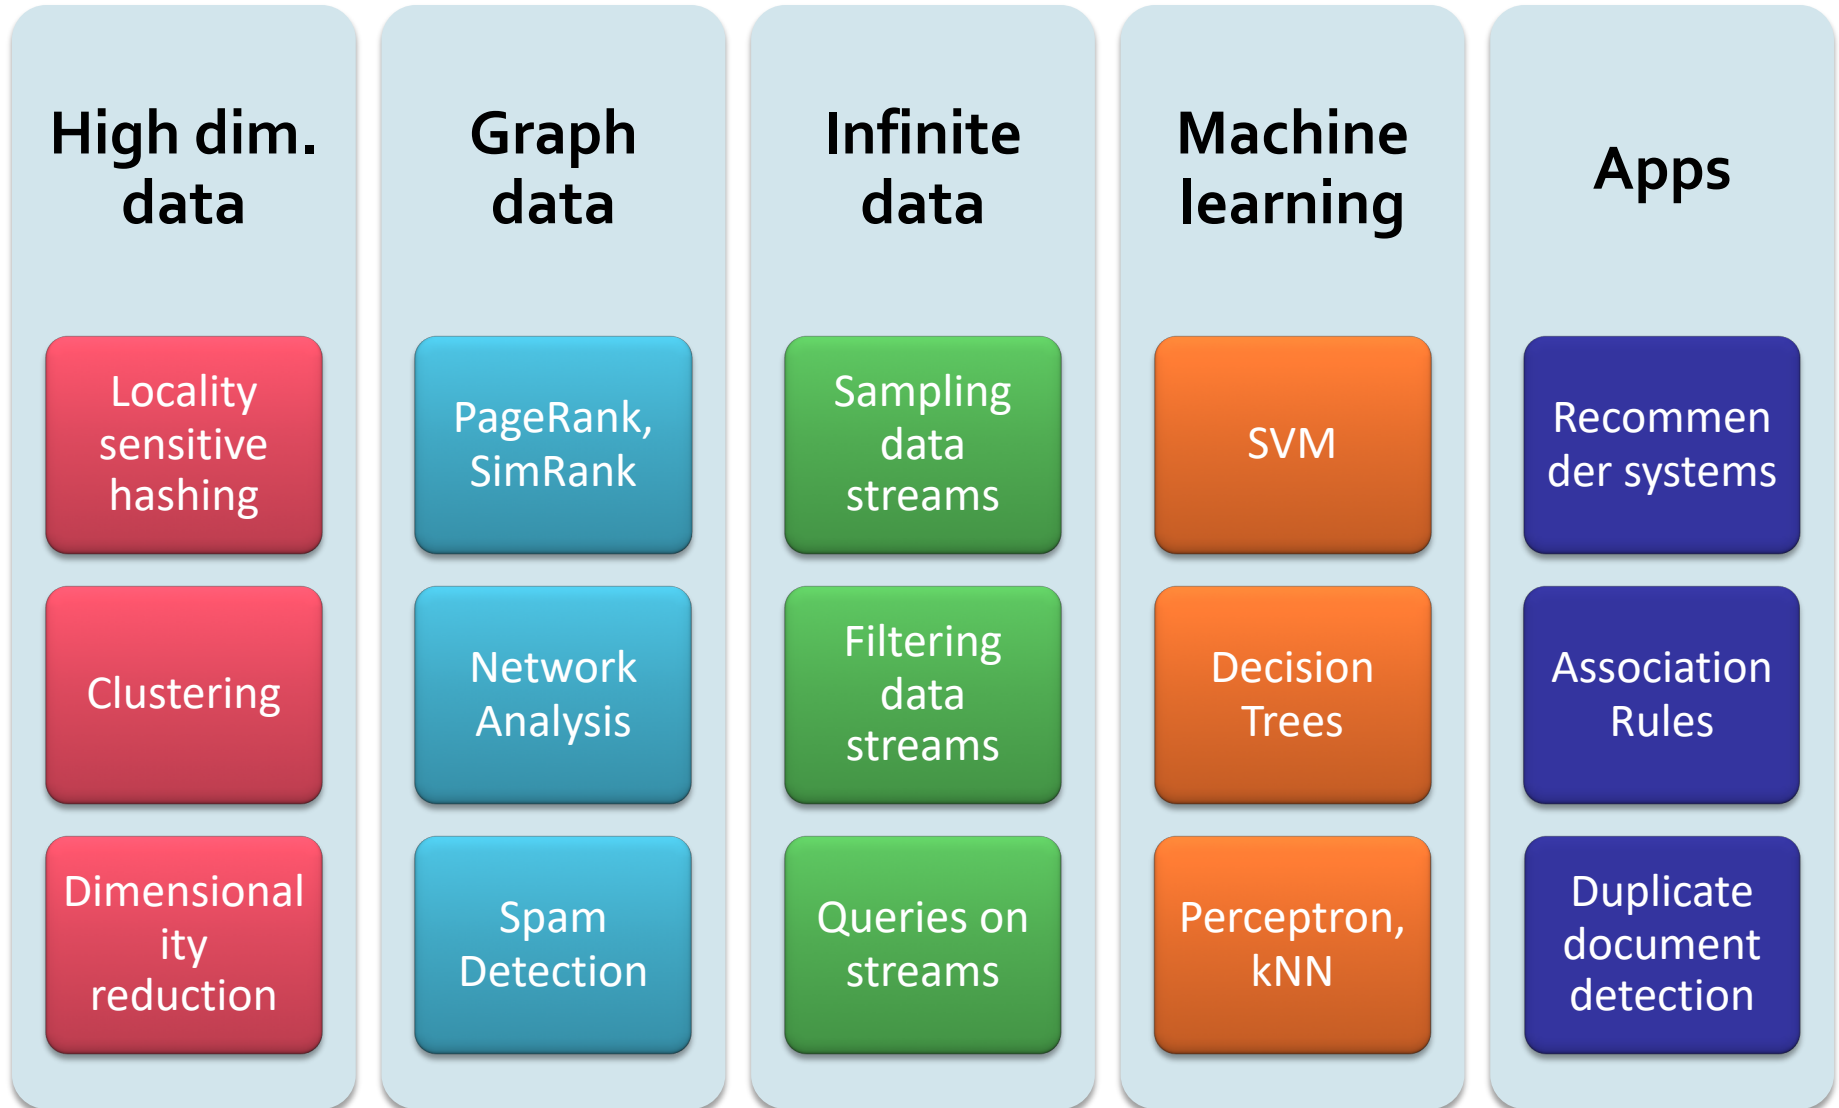 High dim.
data
Locality
sensitive
hashing
Clustering
Dimensional
ity
reduction
Graph
data
PageRank,
SimRank
Network
Analysis
Spam
Detection
Infinite
data
Sampling
data
streams
Filtering
data
streams
Queries on
streams
Machine
learning
SVM
Decision
Trees
Perceptron,
kNN
Apps
Recommen
der systems
Association
Rules
Duplicate
document
detection